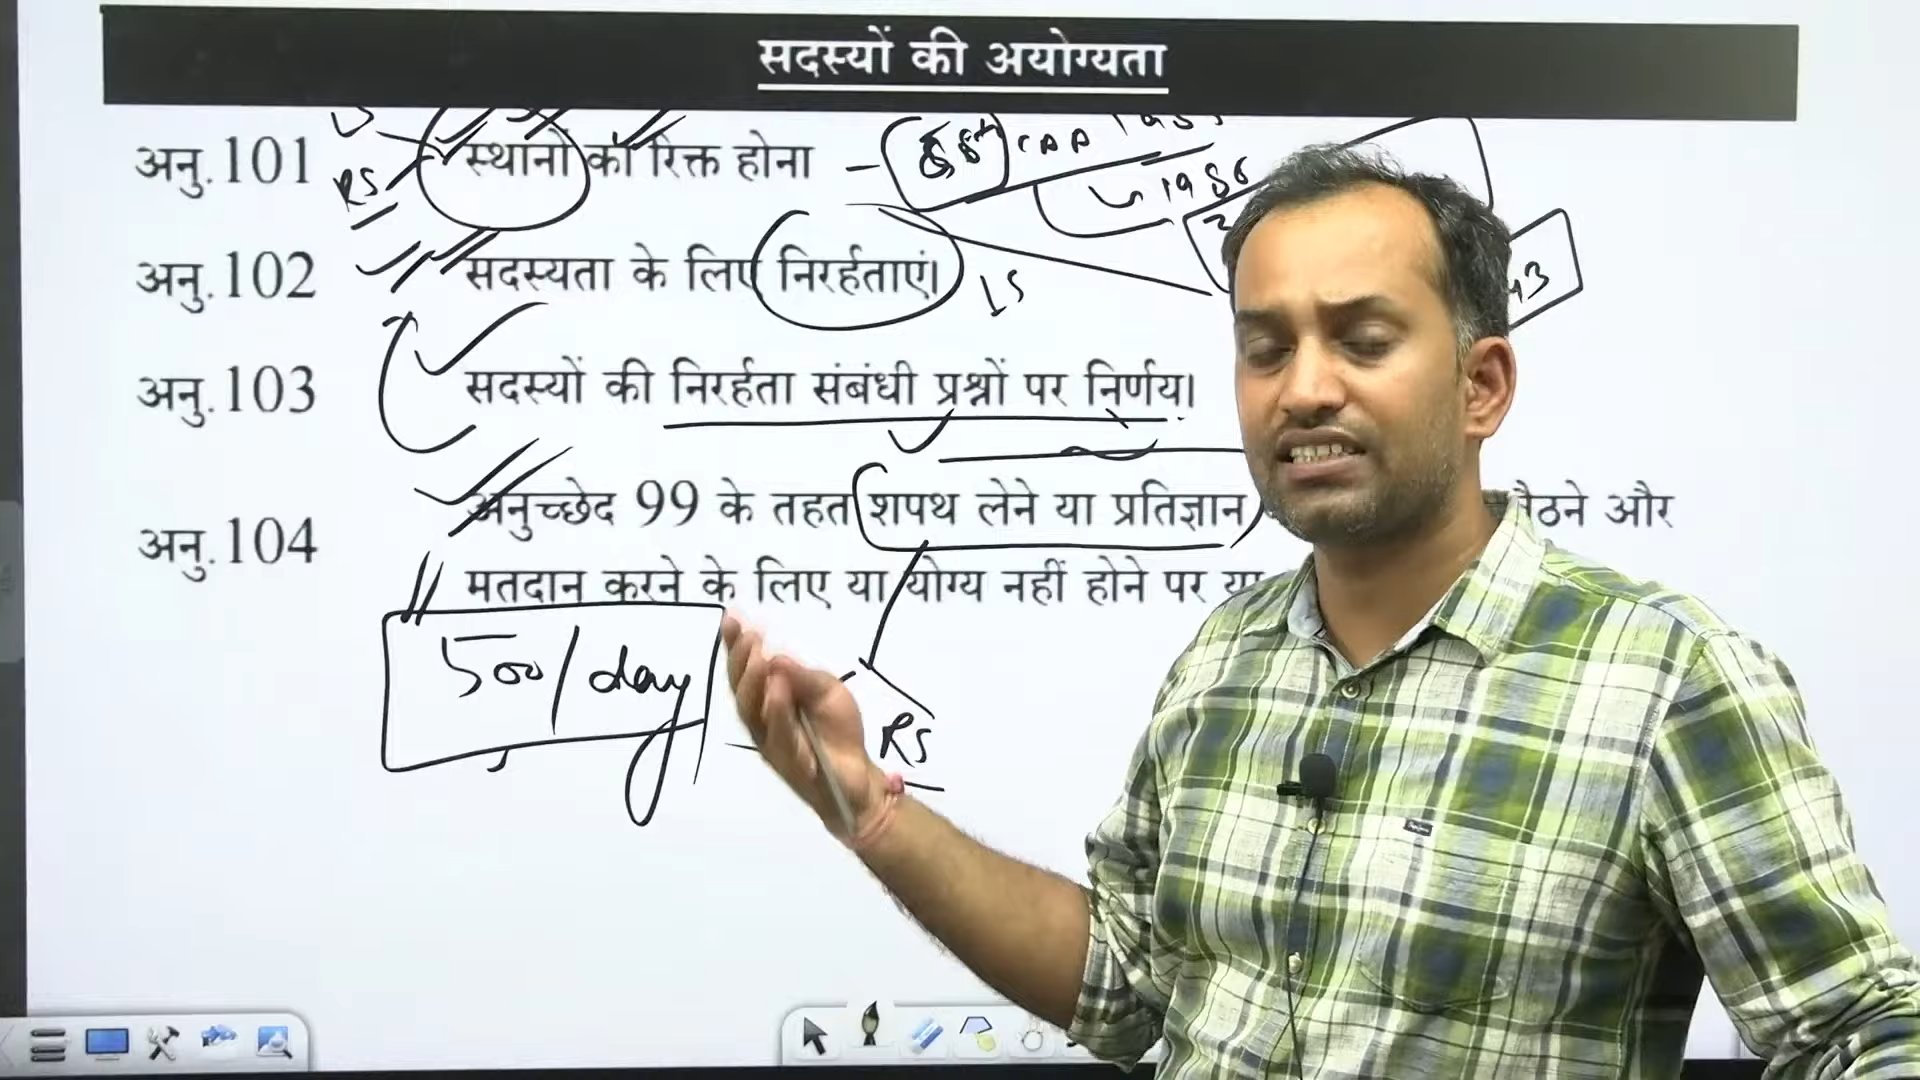 सदस्यों की अयोग्यता
अनु.101 स्थानों का रिक्त होना
RS
1986
अनु.102 सदस्यता के लिए निरर्हताएं।
LS
अनु.103 सदस्यों की निरर्हता संबंधी प्रश्नों पर निर्णय।
अनु.104 अनुच्छेद 99 के तहत शपथ लेने या प्रतिज्ञान और
मतदान करने के लिए या योग्य नहीं होने पर
500/day
RS